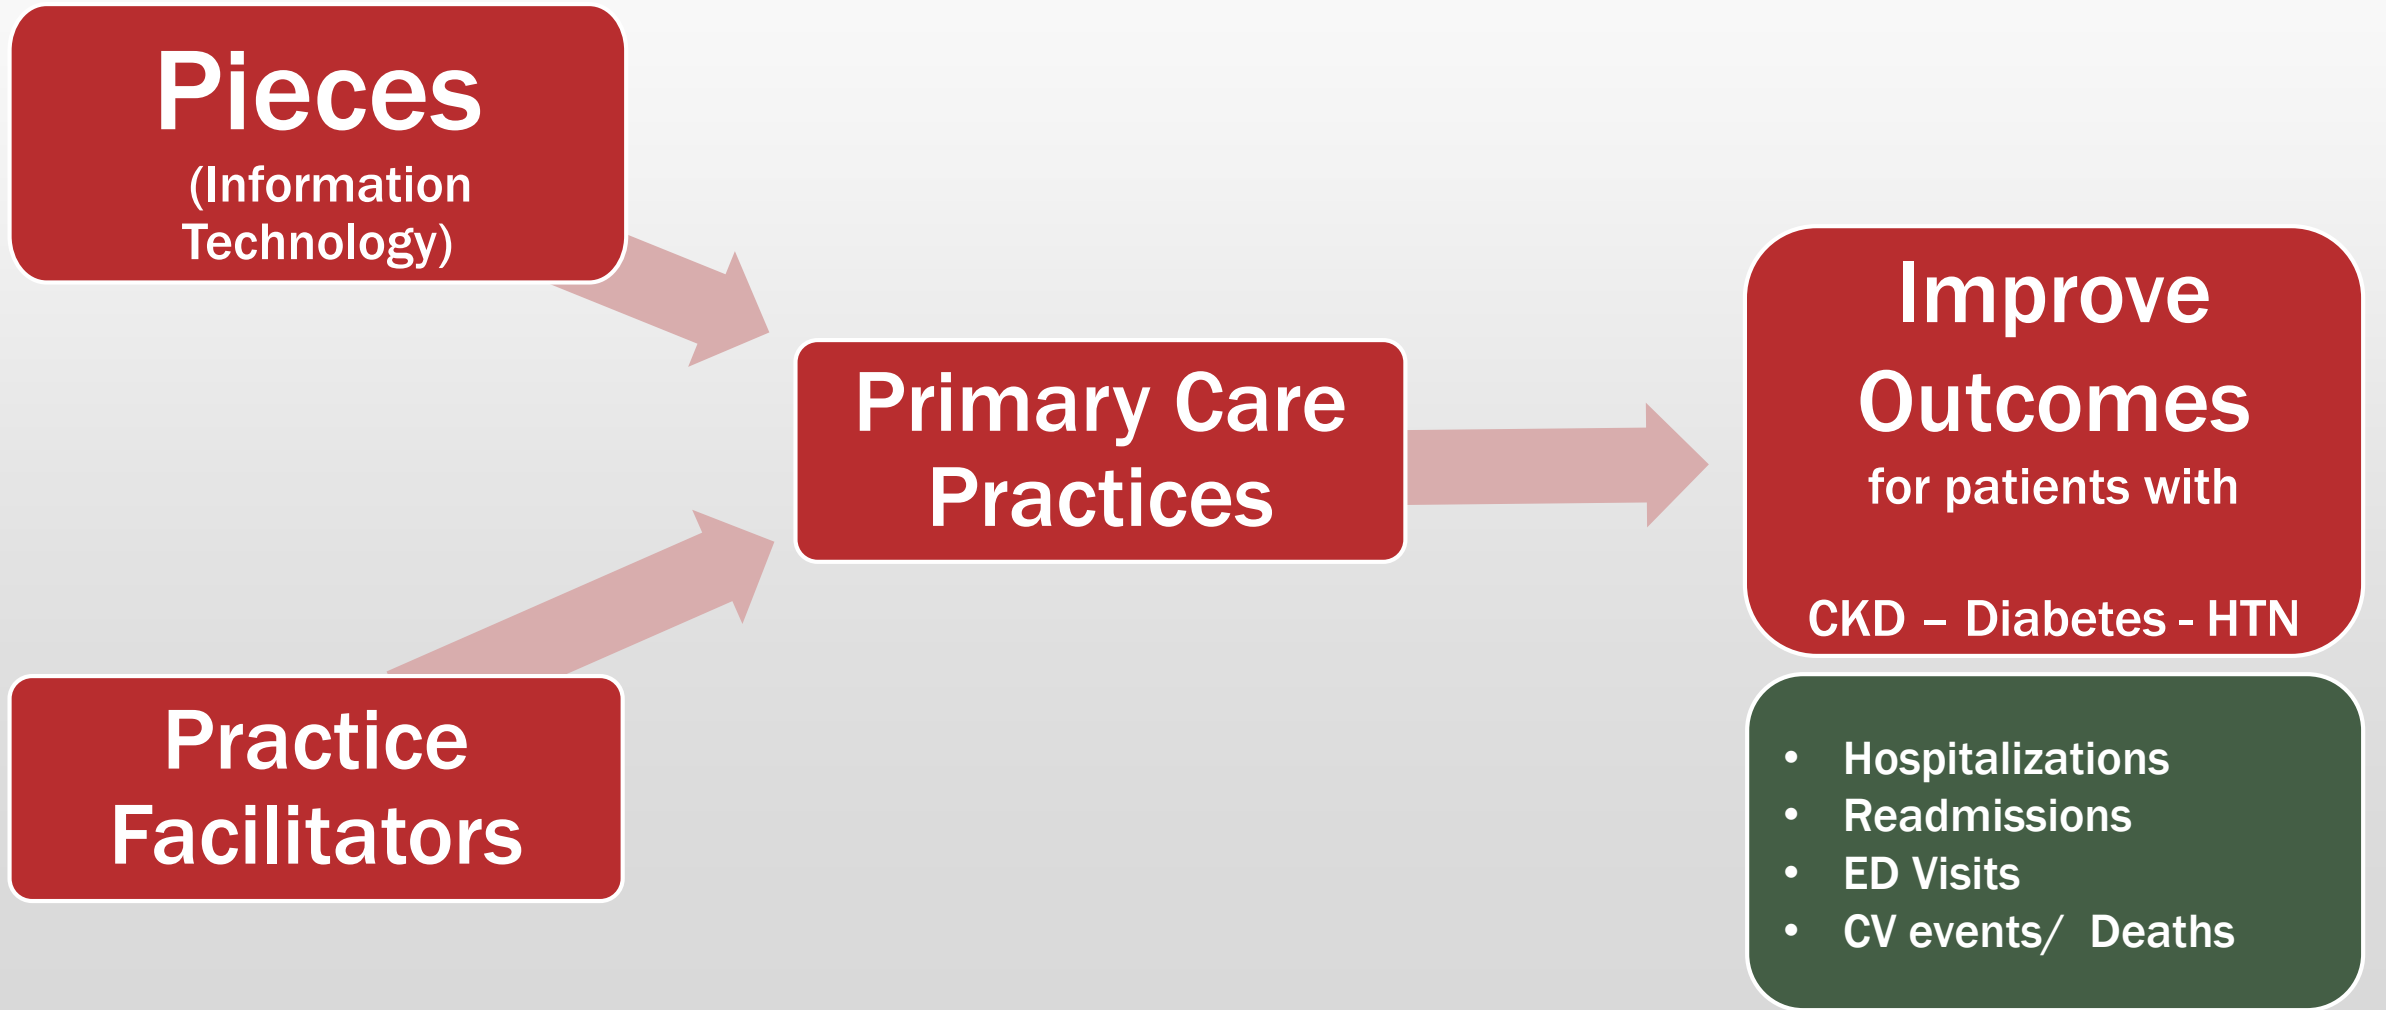 Pieces
(Information
Technology)
Practice
Facilitators
Primary Care
Practices
Improve
Outcomes
for patients with
CKD – Diabetes - HTN
• Hospitalizations
• Readmissions
• ED Visits
• CV events/ Deaths